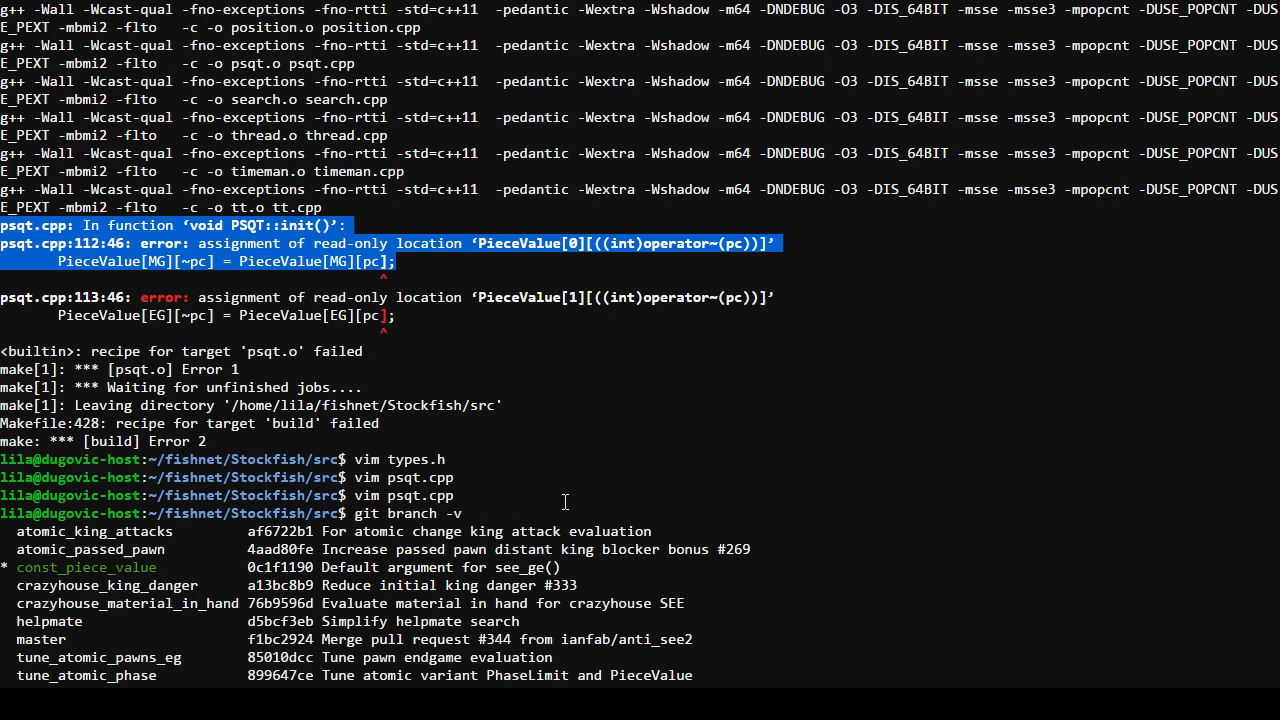 g++ -Wall -Wcast-qual -fno-exceptions -fno-rtti -std=c++11  -pedantic -Wextra -Wshadow -m64 -DNDEBUG -O3 -DIS_64BIT -msse -msse3 -mpopcnt -DUSE_POPCNT -DUS
E_PEXT -mbmi2 -flto   -c -o position.o position.cpp
g++ -Wall -Wcast-qual -fno-exceptions -fno-rtti -std=c++11  -pedantic -Wextra -Wshadow -m64 -DNDEBUG -O3 -DIS_64BIT -msse -msse3 -mpopcnt -DUSE_POPCNT -DUS
E_PEXT -mbmi2 -flto   -c -o psqt.o psqt.cpp
g++ -Wall -Wcast-qual -fno-exceptions -fno-rtti -std=c++11  -pedantic -Wextra -Wshadow -m64 -DNDEBUG -O3 -DIS_64BIT -msse -msse3 -mpopcnt -DUSE_POPCNT -DUS
E_PEXT -mbmi2 -flto   -c -o search.o search.cpp
g++ -Wall -Wcast-qual -fno-exceptions -fno-rtti -std=c++11  -pedantic -Wextra -Wshadow -m64 -DNDEBUG -O3 -DIS_64BIT -msse -msse3 -mpopcnt -DUSE_POPCNT -DUS
E_PEXT -mbmi2 -flto   -c -o thread.o thread.cpp
g++ -Wall -Wcast-qual -fno-exceptions -fno-rtti -std=c++11  -pedantic -Wextra -Wshadow -m64 -DNDEBUG -O3 -DIS_64BIT -msse -msse3 -mpopcnt -DUSE_POPCNT -DUS
E_PEXT -mbmi2 -flto   -c -o timeman.o timeman.cpp
g++ -Wall -Wcast-qual -fno-exceptions -fno-rtti -std=c++11  -pedantic -Wextra -Wshadow -m64 -DNDEBUG -O3 -DIS_64BIT -msse -msse3 -mpopcnt -DUSE_POPCNT -DUS
E_PEXT -mbmi2 -flto   -c -o tt.o tt.cpp
psqt.cpp: In function ‘void PSQT::init()’:
psqt.cpp:112:46: error: assignment of read-only location ‘PieceValue[0][((int)operator~(pc))]’
       PieceValue[MG][~pc] = PieceValue[MG][pc];
                                              ^
psqt.cpp:113:46: error: assignment of read-only location ‘PieceValue[1][((int)operator~(pc))]’
       PieceValue[EG][~pc] = PieceValue[EG][pc];
                                              ^
<builtin>: recipe for target 'psqt.o' failed
make[1]: *** [psqt.o] Error 1
make[1]: *** Waiting for unfinished jobs....
make[1]: Leaving directory '/home/lila/fishnet/Stockfish/src'
Makefile:428: recipe for target 'build' failed
make: *** [build] Error 2
lila@dugovic-host:~/fishnet/Stockfish/src$ vim types.h
lila@dugovic-host:~/fishnet/Stockfish/src$ vim psqt.cpp
lila@dugovic-host:~/fishnet/Stockfish/src$ vim psqt.cpp
lila@dugovic-host:~/fishnet/Stockfish/src$ git branch -v
  atomic_king_attacks         af6722b1 For atomic change king attack evaluation
  atomic_passed_pawn          4aad80fe Increase passed pawn distant king blocker bonus #269
* const_piece_value           0c1f1190 Default argument for see_ge()
  crazyhouse_king_danger      a13bc8b9 Reduce initial king danger #333
  crazyhouse_material_in_hand 76b9596d Evaluate material in hand for crazyhouse SEE
  helpmate                    d5bcf3eb Simplify helpmate search
  master                      f1bc2924 Merge pull request #344 from ianfab/anti_see2
  tune_atomic_pawns_eg        85010dcc Tune pawn endgame evaluation
  tune_atomic_phase           899647ce Tune atomic variant PhaseLimit and PieceValue